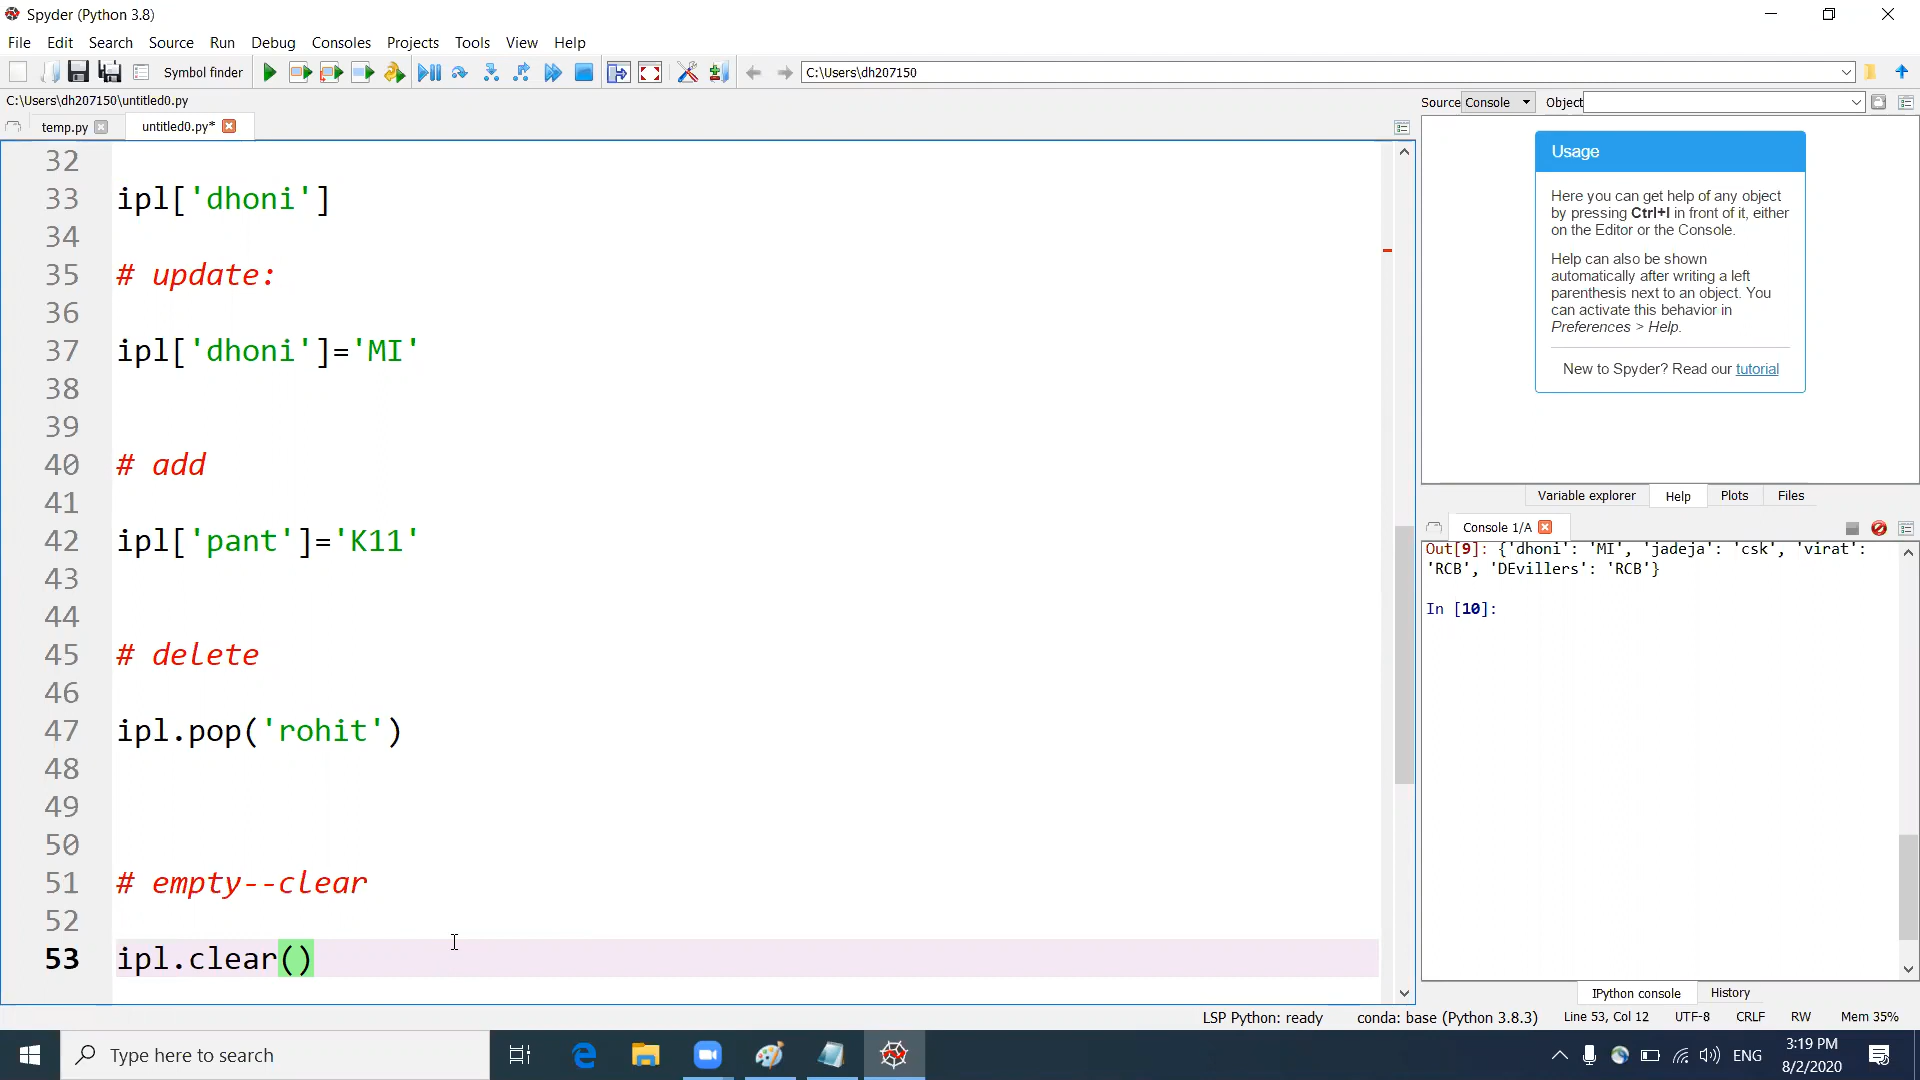 Spyder (Python 3.8)
File Edit Search Source Run Debug Consoles Projects Tools View Help
Symbol finder
C:\Users\dh207150
C:\Users\dh207150\untitled0.py
Source Console Object
temp.py untitled0.py*
32
33 ipl['dhoni']
34
35 # update:
36
37 ipl['dhoni']='MI'
38
39
40 # add
41
42 ipl['pant']='K11'
43
44
45 # delete
46
47 ipl.pop('rohit')
48
49
50
51 # empty--clear
52
53 ipl.clear()
Usage
Here you can get help of any object
by pressing Ctrl+I in front of it, either
on the Editor or the Console.
Help can also be shown
automatically after writing a left
parenthesis next to an object. You
can activate this behavior in
Preferences > Help.
New to Spyder? Read our tutorial
Variable explorer Help Plots Files
Console 1/A
Out[9]: {'dhoni': 'MI', 'jadeja': 'csk', 'virat':
'RCB', 'DEvillers': 'RCB'}
In [10]:
IPython console History
LSP Python: ready conda: base (Python 3.8.3) Line 53, Col 12 UTF-8 CRLF RW Mem 35%
Type here to search
ENG
3:19 PM
8/2/2020